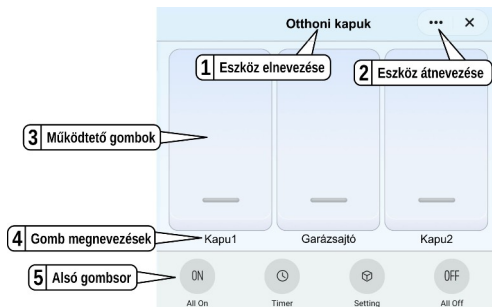 Otthoni kapuk
1 Eszköz elnevezése
2 Eszköz átnevezése
3 Működtető gombok
4 Gomb megnevezések
Kapu1 Garázsajtó Kapu2
5 Alsó gombsor
ON OFF
All On Timer Setting All Off